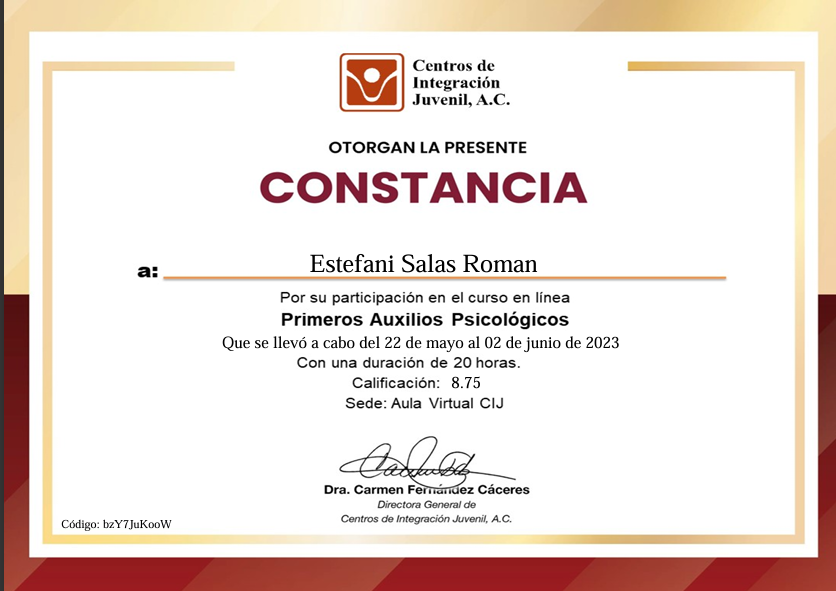 Centros de
Integración
Juvenil, A.C.
OTORGAN LA PRESENTE
CONSTANCIA
a: Estefani Salas Roman
Por su participación en el curso en línea
Primeros Auxilios Psicológicos
Que se llevó a cabo del 22 de mayo al 02 de junio de 2023
Con una duración de 20 horas.
Calificación: 8.75
Sede: Aula Virtual CIJ
Dra. Carmen Fernández Cáceres
Directora General de
Centros de Integración Juvenil, A.C.
Código: bzY7JuKooW